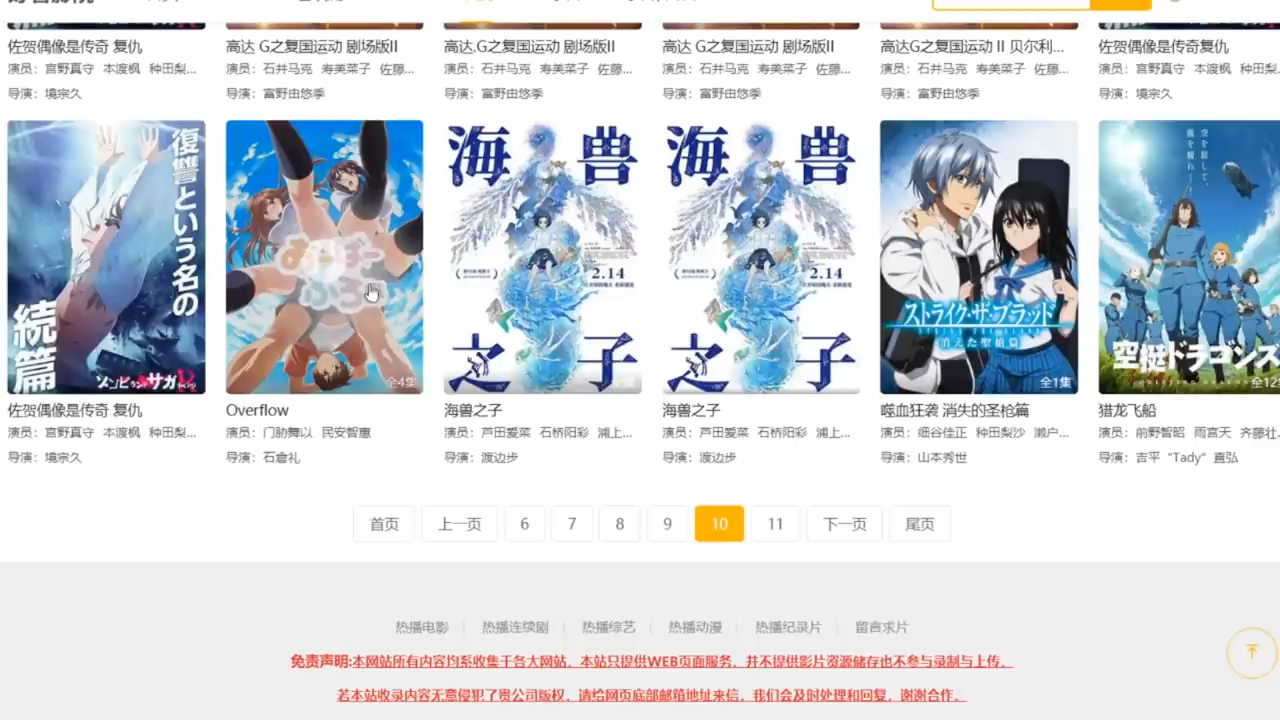 佐贺偶像是传奇 复仇
高达 G之复国运动 剧场版II
高达.G之复国运动 剧场版II
高达 G之复国运动 剧场版II
高达G之复国运动 II 贝尔利...
佐贺偶像是传奇复仇
演员：宫野真守 本渡枫 种田梨...
演员：石井马克 寿美菜子 佐藤...
演员：石井马克 寿美菜子 佐藤...
演员：石井马克 寿美菜子 佐藤...
演员：石井马克 寿美菜子 佐藤...
演员：宫野真守 本渡枫 种田梨.
导演：境宗久
导演：富野由悠季
导演：富野由悠季
导演：富野由悠季
导演：富野由悠季
导演：境宗久
復讐という名の
続篇
ゾンビランドサガR
全4集
海兽之子
2.14
海兽之子
2.14
ストライク・ザ・ブラッド
消えた聖槍篇
全1集
空挺ドラゴンズ
全12
佐贺偶像是传奇 复仇
Overflow
海兽之子
海兽之子
噬血狂袭 消失的圣枪篇
猎龙飞船
演员：宫野真守 本渡枫 种田梨...
演员：门胁舞以 民安智惠
演员：芦田爱菜 石桥阳彩 浦上...
演员：芦田爱菜 石桥阳彩 浦上...
演员：细谷佳正 种田梨沙 濑户...
演员：前野智昭 雨宫天 齐藤壮.
导演：境宗久
导演：石倉礼
导演：渡边步
导演：渡边步
导演：山本秀世
导演：吉平 “Tady” 直弘
首页 上一页 6 7 8 9 10 11 下一页 尾页
热播电影 热播连续剧 热播综艺 热播动漫 热播纪录片 留言求片
免责声明:本网站所有内容均系收集于各大网站，本站只提供WEB页面服务，并不提供影片资源储存也不参与录制与上传。
若本站收录内容无意侵犯了贵公司版权，请给网页底部邮箱地址来信，我们会及时处理和回复，谢谢合作。